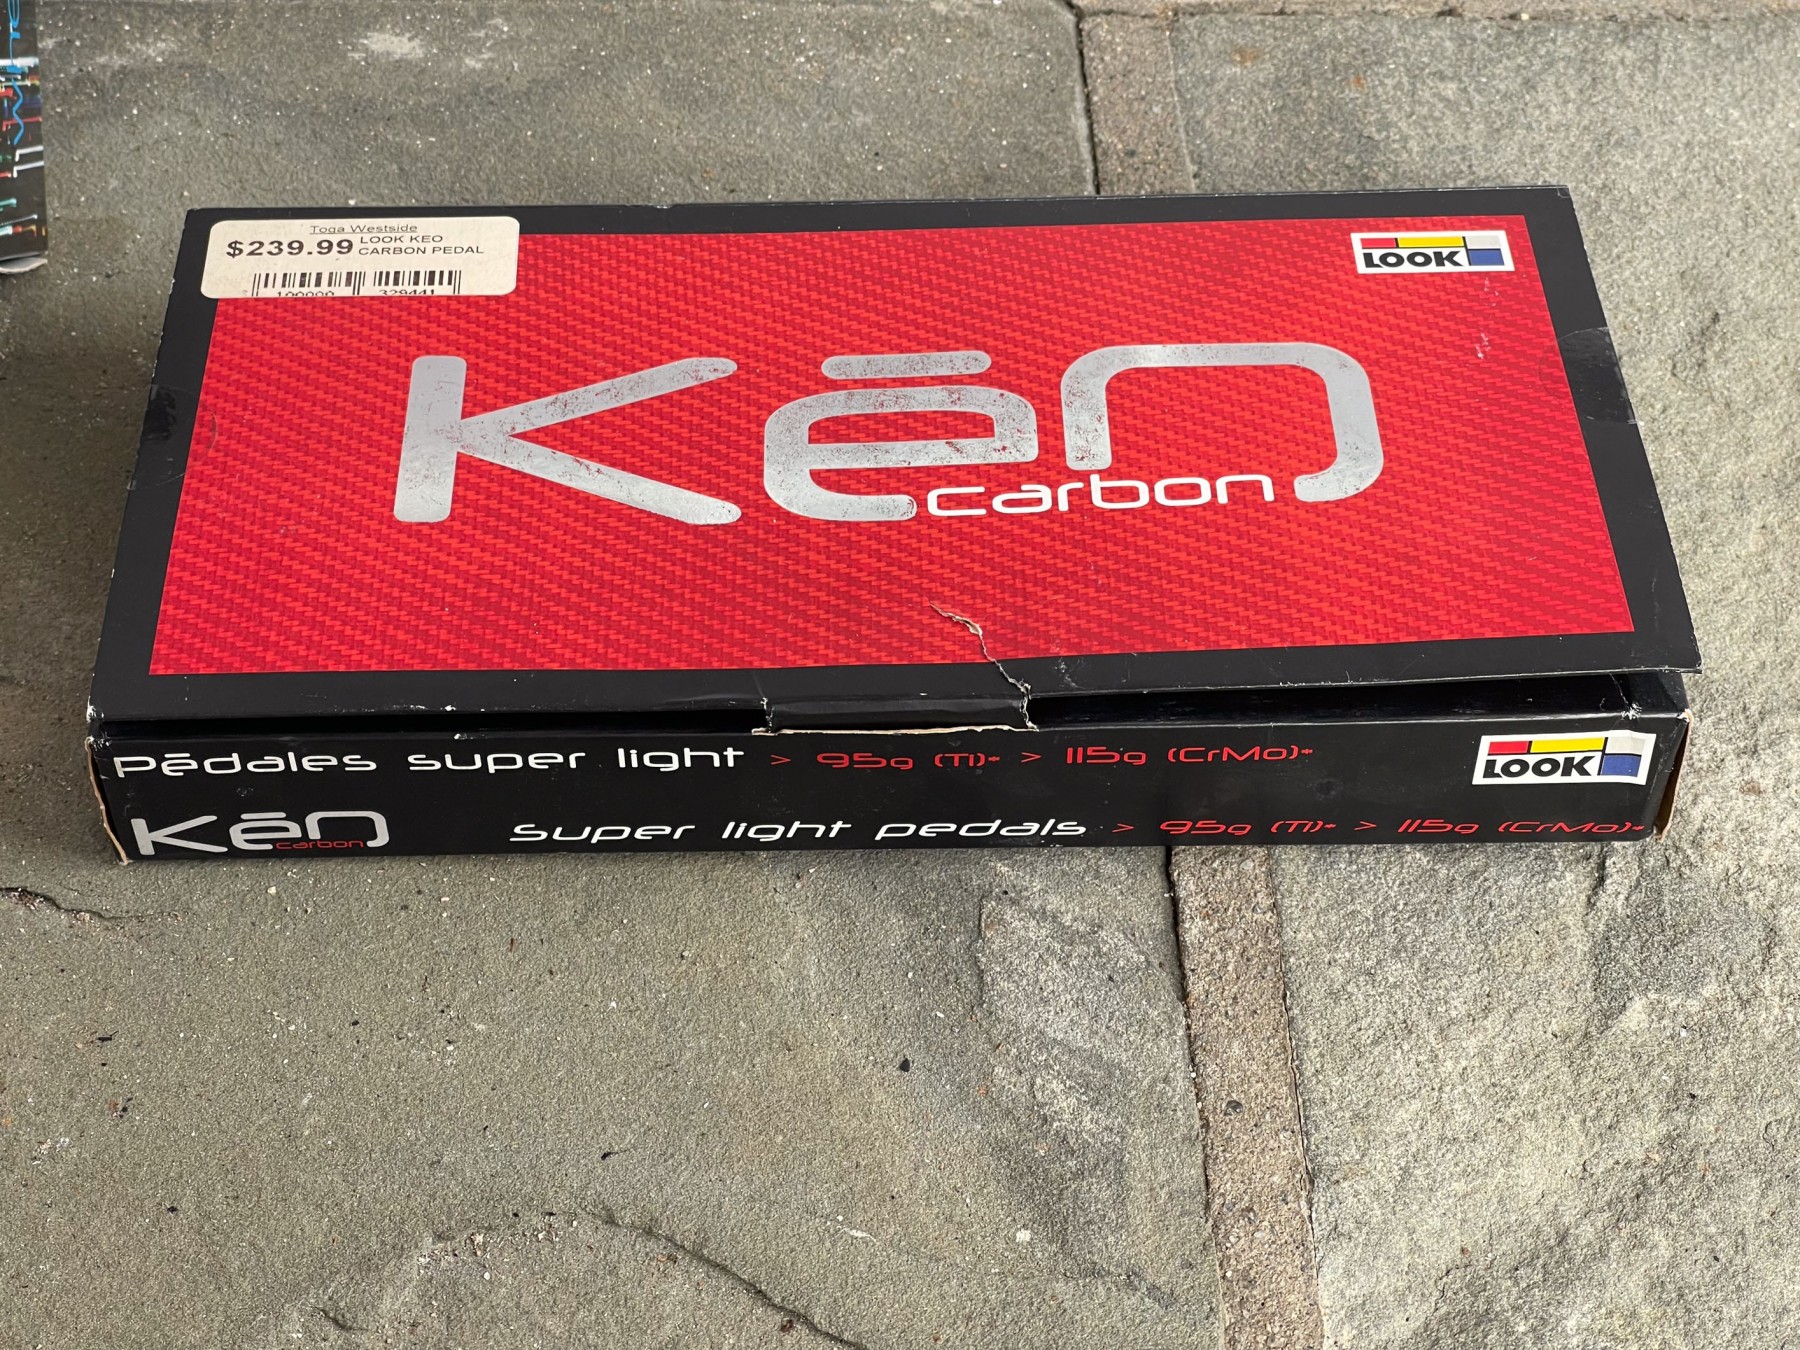 Toga Westside
$239.99 LOOK KEO
CARBON PEDAL
329441
LOOK
Kēo
carbon
Pēdales super light > 95g (Ti)* > 115g (CrMo)*
LOOK
Kēo
carbon
super light pedals > 95g (Ti)* > 115g (CrMo)*